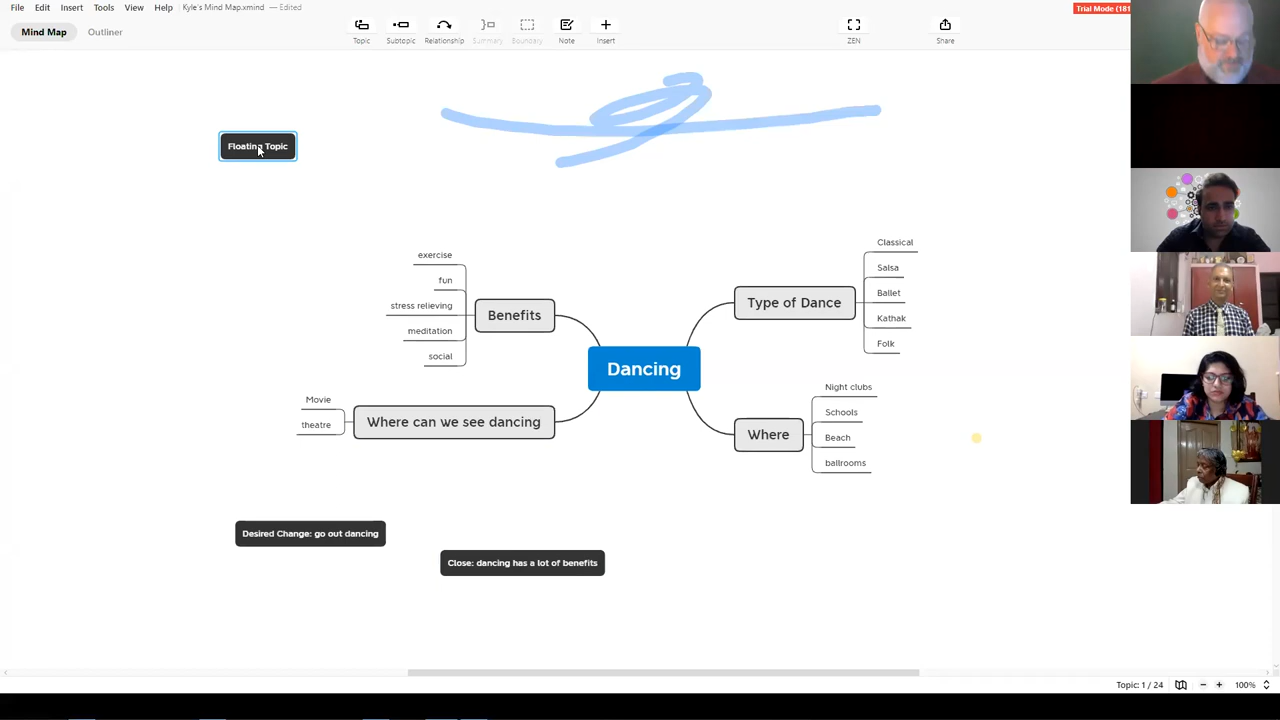 File Edit Insert Tools View Help Kyle's Mind Map.xmind — Edited
Trial Mode (181
Mind Map Outliner
Topic Subtopic Relationship Summary Boundary Note Insert ZEN Share
Floating Topic
exercise
fun
stress relieving
meditation
social
Benefits
Movie
theatre
Where can we see dancing
Dancing
Type of Dance
Classical
Salsa
Ballet
Kathak
Folk
Where
Night clubs
Schools
Beach
ballrooms
Desired Change: go out dancing
Close: dancing has a lot of benefits
Topic: 1 / 24 100%